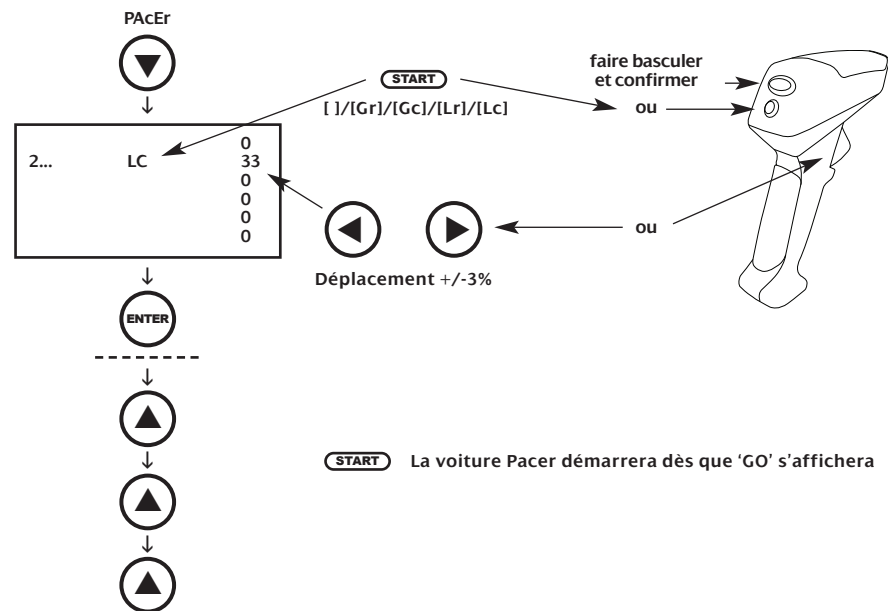 PAcEr
START
faire basculer
et confirmer
[ ]/[Gr]/[Gc]/[Lr]/[Lc]
ou
0
2... LC 33
0
0
0
0
ou
Déplacement +/-3%
ENTER
START La voiture Pacer démarrera dès que ‘GO’ s'affichera